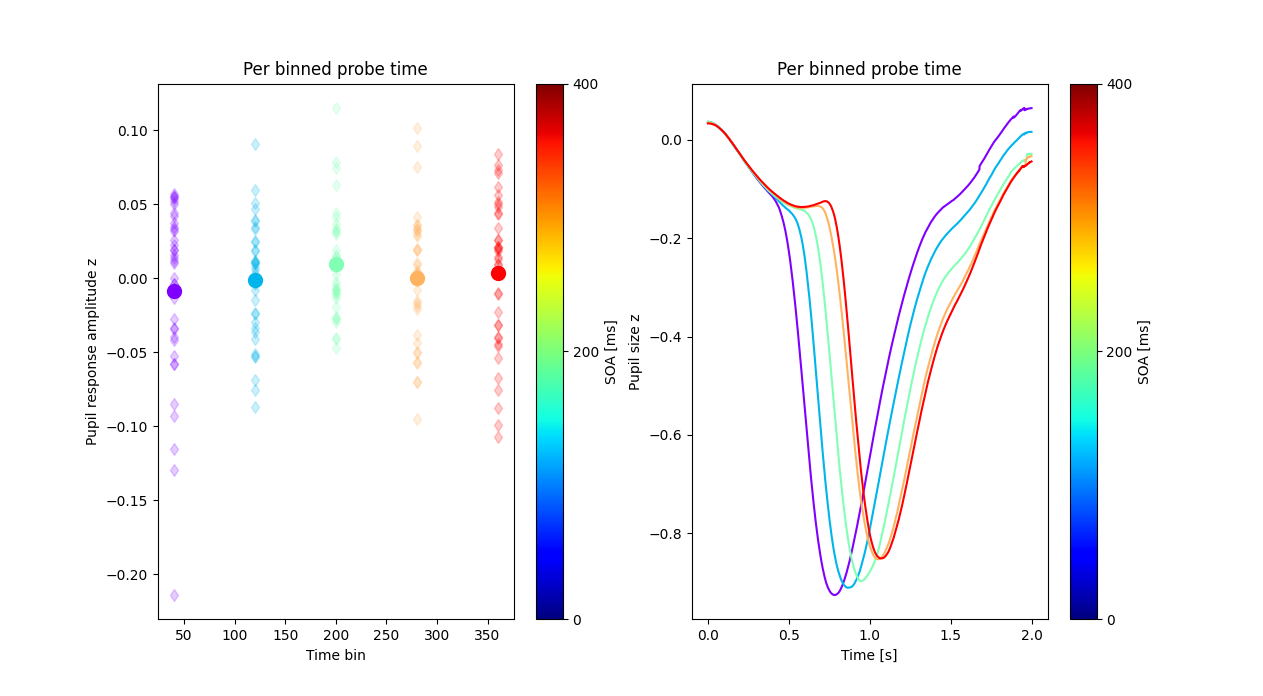 Per binned probe time
Pupil response amplitude z
0.10
0.05
0.00
−0.05
−0.10
−0.15
−0.20
50 100 150 200 250 300 350
Time bin
400
200
0
SOA [ms]
Per binned probe time
Pupil size z
0.0
−0.2
−0.4
−0.6
−0.8
0.0 0.5 1.0 1.5 2.0
Time [s]
400
200
0
SOA [ms]